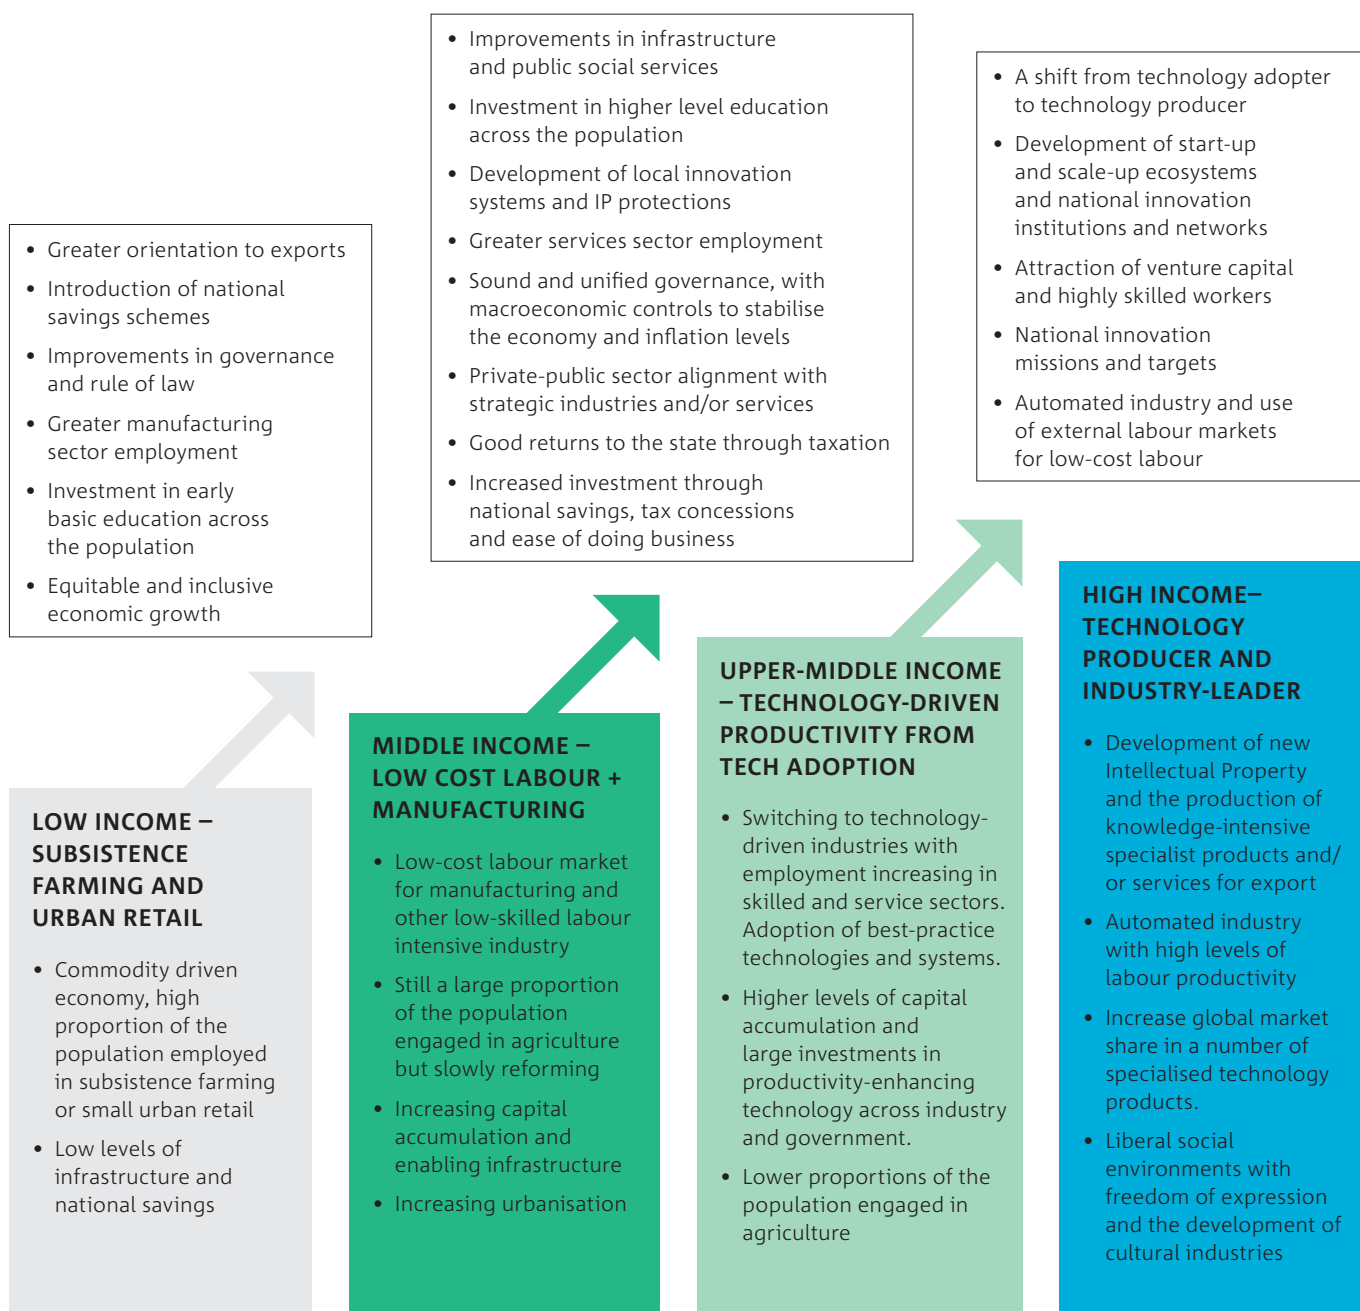 • Greater orientation to exports
• Introduction of national
savings schemes
• Improvements in governance
and rule of law
• Greater manufacturing
sector employment
• Investment in early
basic education across
the population
• Equitable and inclusive
economic growth
• Improvements in infrastructure
and public social services
• Investment in higher level education
across the population
• Development of local innovation
systems and IP protections
• Greater services sector employment
• Sound and unified governance, with
macroeconomic controls to stabilise
the economy and inflation levels
• Private-public sector alignment with
strategic industries and/or services
• Good returns to the state through taxation
• Increased investment through
national savings, tax concessions
and ease of doing business
• A shift from technology adopter
to technology producer
• Development of start-up
and scale-up ecosystems
and national innovation
institutions and networks
• Attraction of venture capital
and highly skilled workers
• National innovation
missions and targets
• Automated industry and use
of external labour markets
for low-cost labour
LOW INCOME –
SUBSISTENCE
FARMING AND
URBAN RETAIL
• Commodity driven
economy, high
proportion of the
population employed
in subsistence farming
or small urban retail
• Low levels of
infrastructure and
national savings
MIDDLE INCOME –
LOW COST LABOUR +
MANUFACTURING
• Low-cost labour market
for manufacturing and
other low-skilled labour
intensive industry
• Still a large proportion
of the population
engaged in agriculture
but slowly reforming
• Increasing capital
accumulation and
enabling infrastructure
• Increasing urbanisation
UPPER-MIDDLE INCOME
– TECHNOLOGY-DRIVEN
PRODUCTIVITY FROM
TECH ADOPTION
• Switching to technology-
driven industries with
employment increasing in
skilled and service sectors.
Adoption of best-practice
technologies and systems.
• Higher levels of capital
accumulation and
large investments in
productivity-enhancing
technology across industry
and government.
• Lower proportions of the
population engaged in
agriculture
HIGH INCOME–
TECHNOLOGY
PRODUCER AND
INDUSTRY-LEADER
• Development of new
Intellectual Property
and the production of
knowledge-intensive
specialist products and/
or services for export
• Automated industry
with high levels of
labour productivity
• Increase global market
share in a number of
specialised technology
products.
• Liberal social
environments with
freedom of expression
and the development of
cultural industries